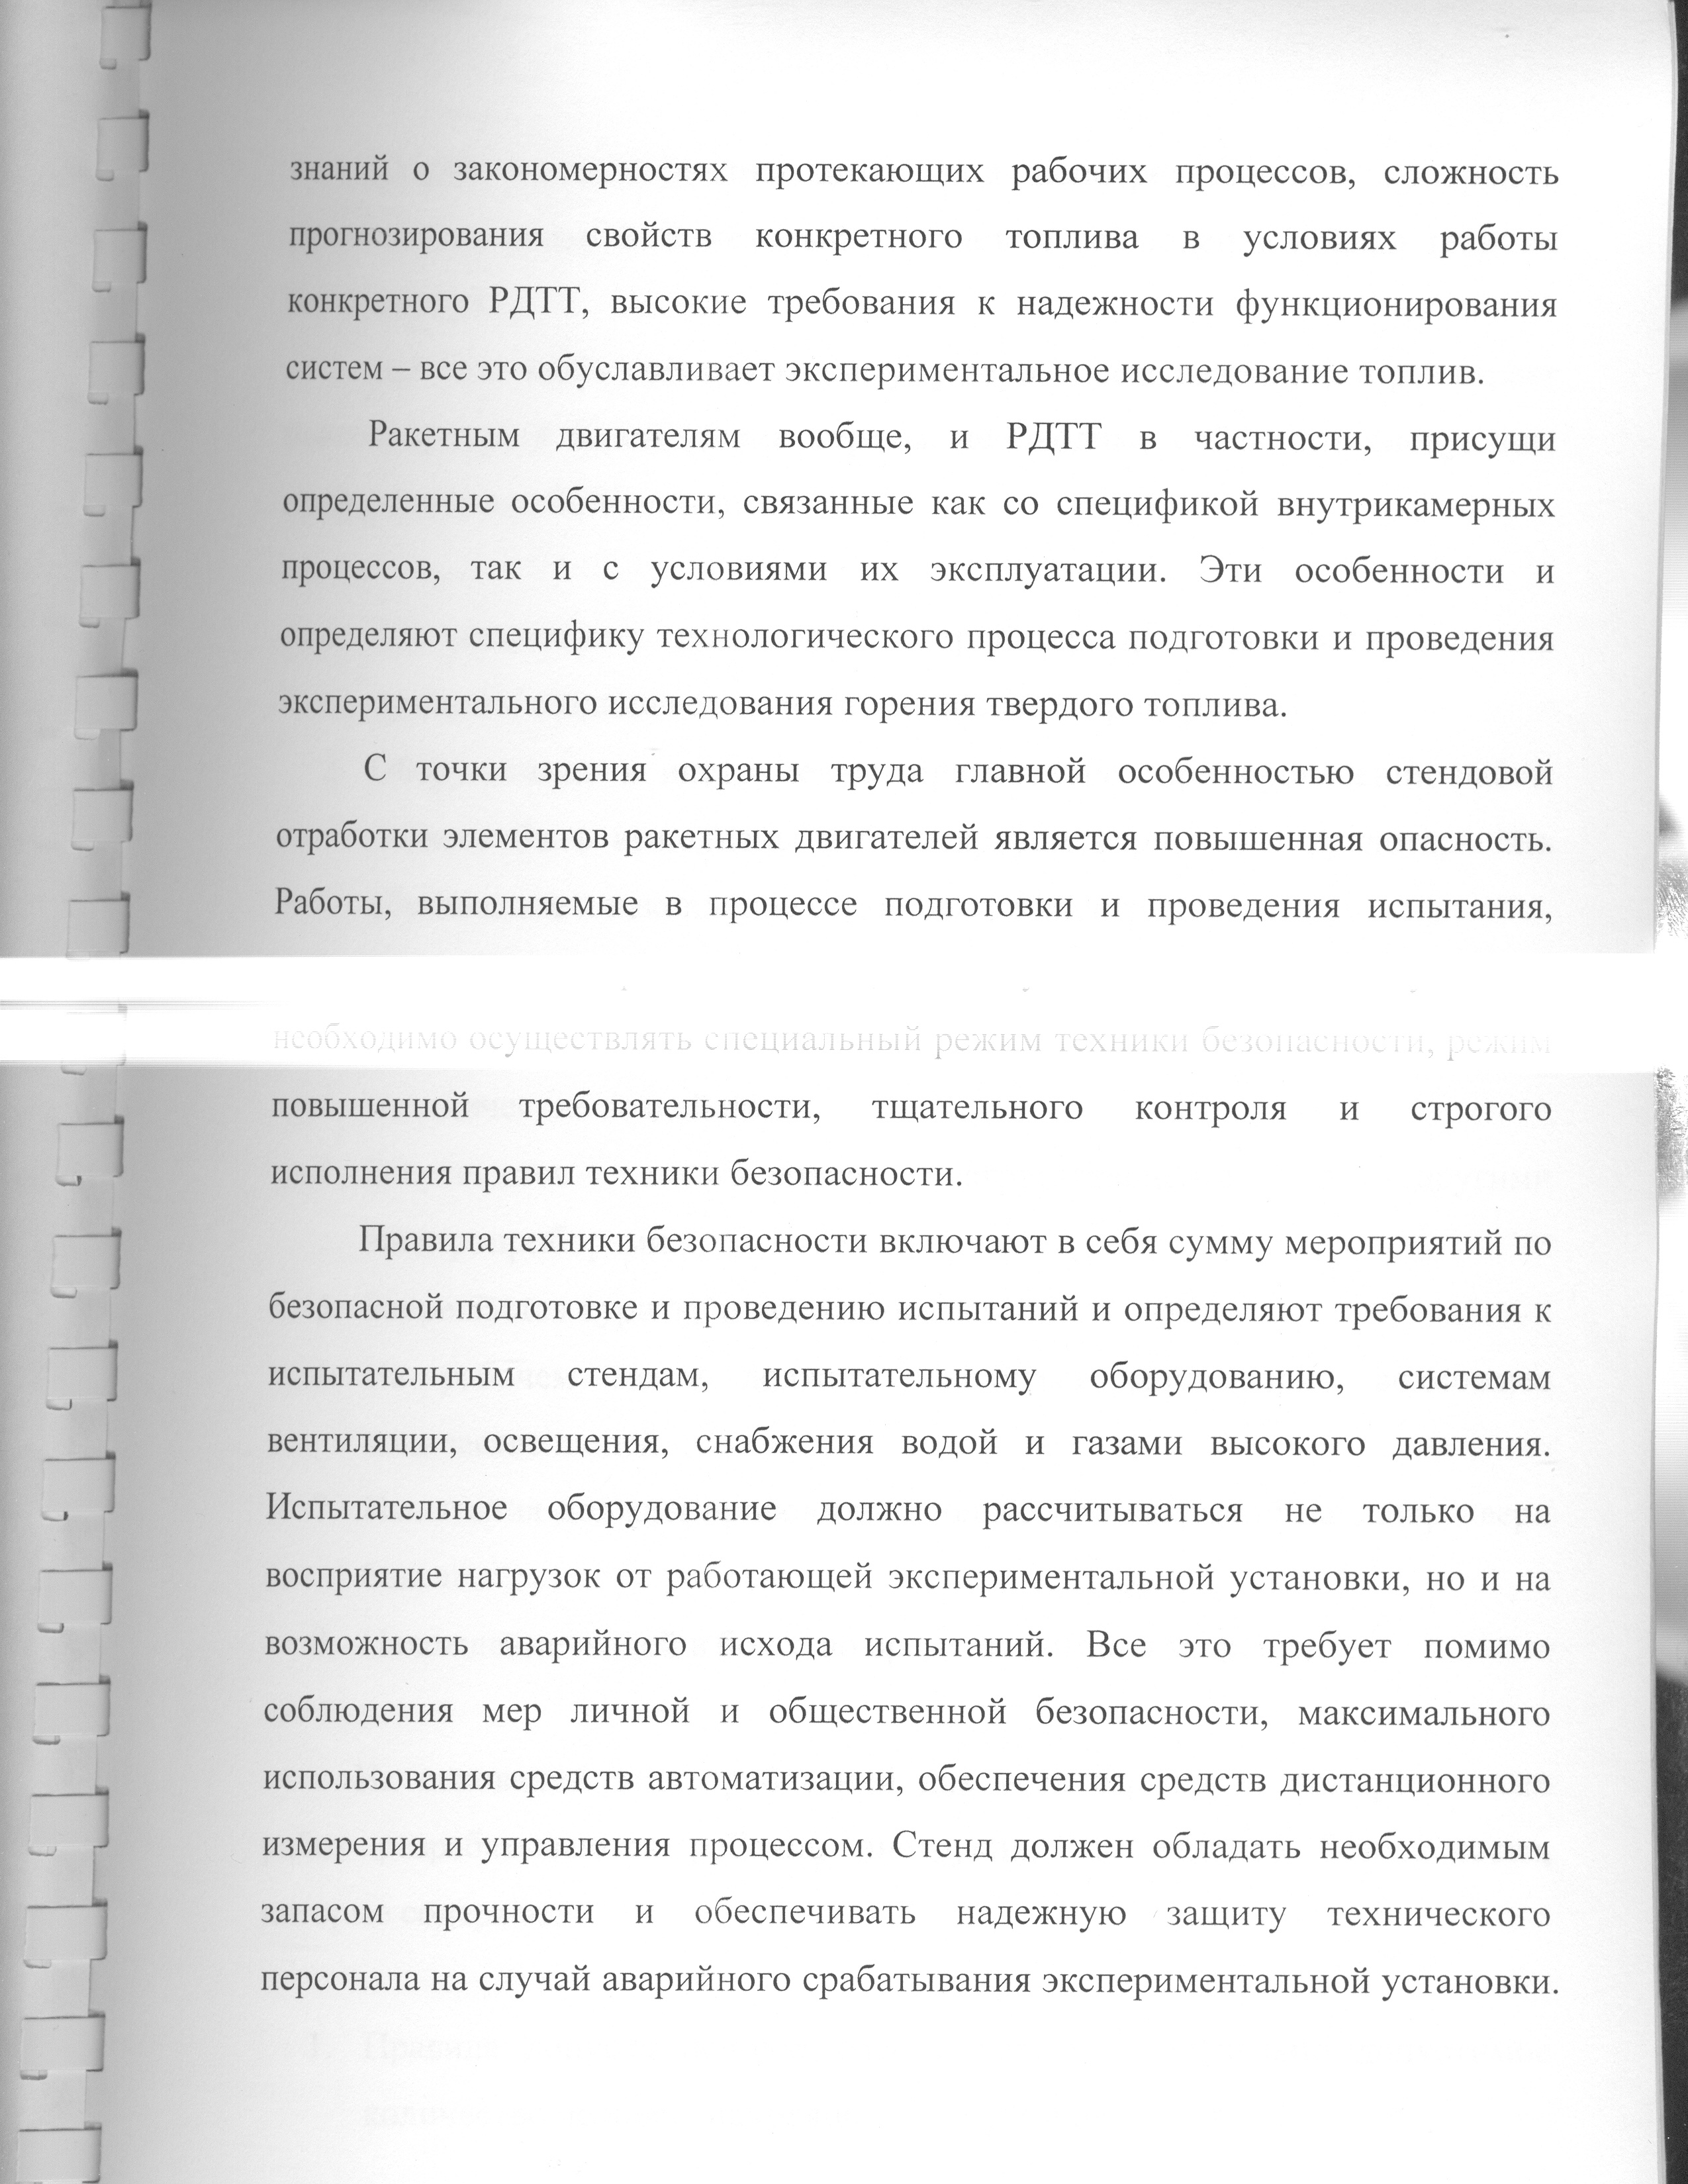 знаний о закономерностях протекающих рабочих процессов, сложность
прогнозирования свойств конкретного топлива в условиях работы
конкретного РДТТ, высокие требования к надежности функционирования
систем – все это обуславливает экспериментальное исследование топлив.
Ракетным двигателям вообще, и РДТТ в частности, присущи
определенные особенности, связанные как со спецификой внутрикамерных
процессов, так и с условиями их эксплуатации. Эти особенности и
определяют специфику технологического процесса подготовки и проведения
экспериментального исследования горения твердого топлива.
С точки зрения охраны труда главной особенностью стендовой
отработки элементов ракетных двигателей является повышенная опасность.
Работы, выполняемые в процессе подготовки и проведения испытания,
необходимо осуществлять специальный режим техники безопасности, режим
повышенной требовательности, тщательного контроля и строгого
исполнения правил техники безопасности.
Правила техники безопасности включают в себя сумму мероприятий по
безопасной подготовке и проведению испытаний и определяют требования к
испытательным стендам, испытательному оборудованию, системам
вентиляции, освещения, снабжения водой и газами высокого давления.
Испытательное оборудование должно рассчитываться не только на
восприятие нагрузок от работающей экспериментальной установки, но и на
возможность аварийного исхода испытаний. Все это требует помимо
соблюдения мер личной и общественной безопасности, максимального
использования средств автоматизации, обеспечения средств дистанционного
измерения и управления процессом. Стенд должен обладать необходимым
запасом прочности и обеспечивать надежную защиту технического
персонала на случай аварийного срабатывания экспериментальной установки.